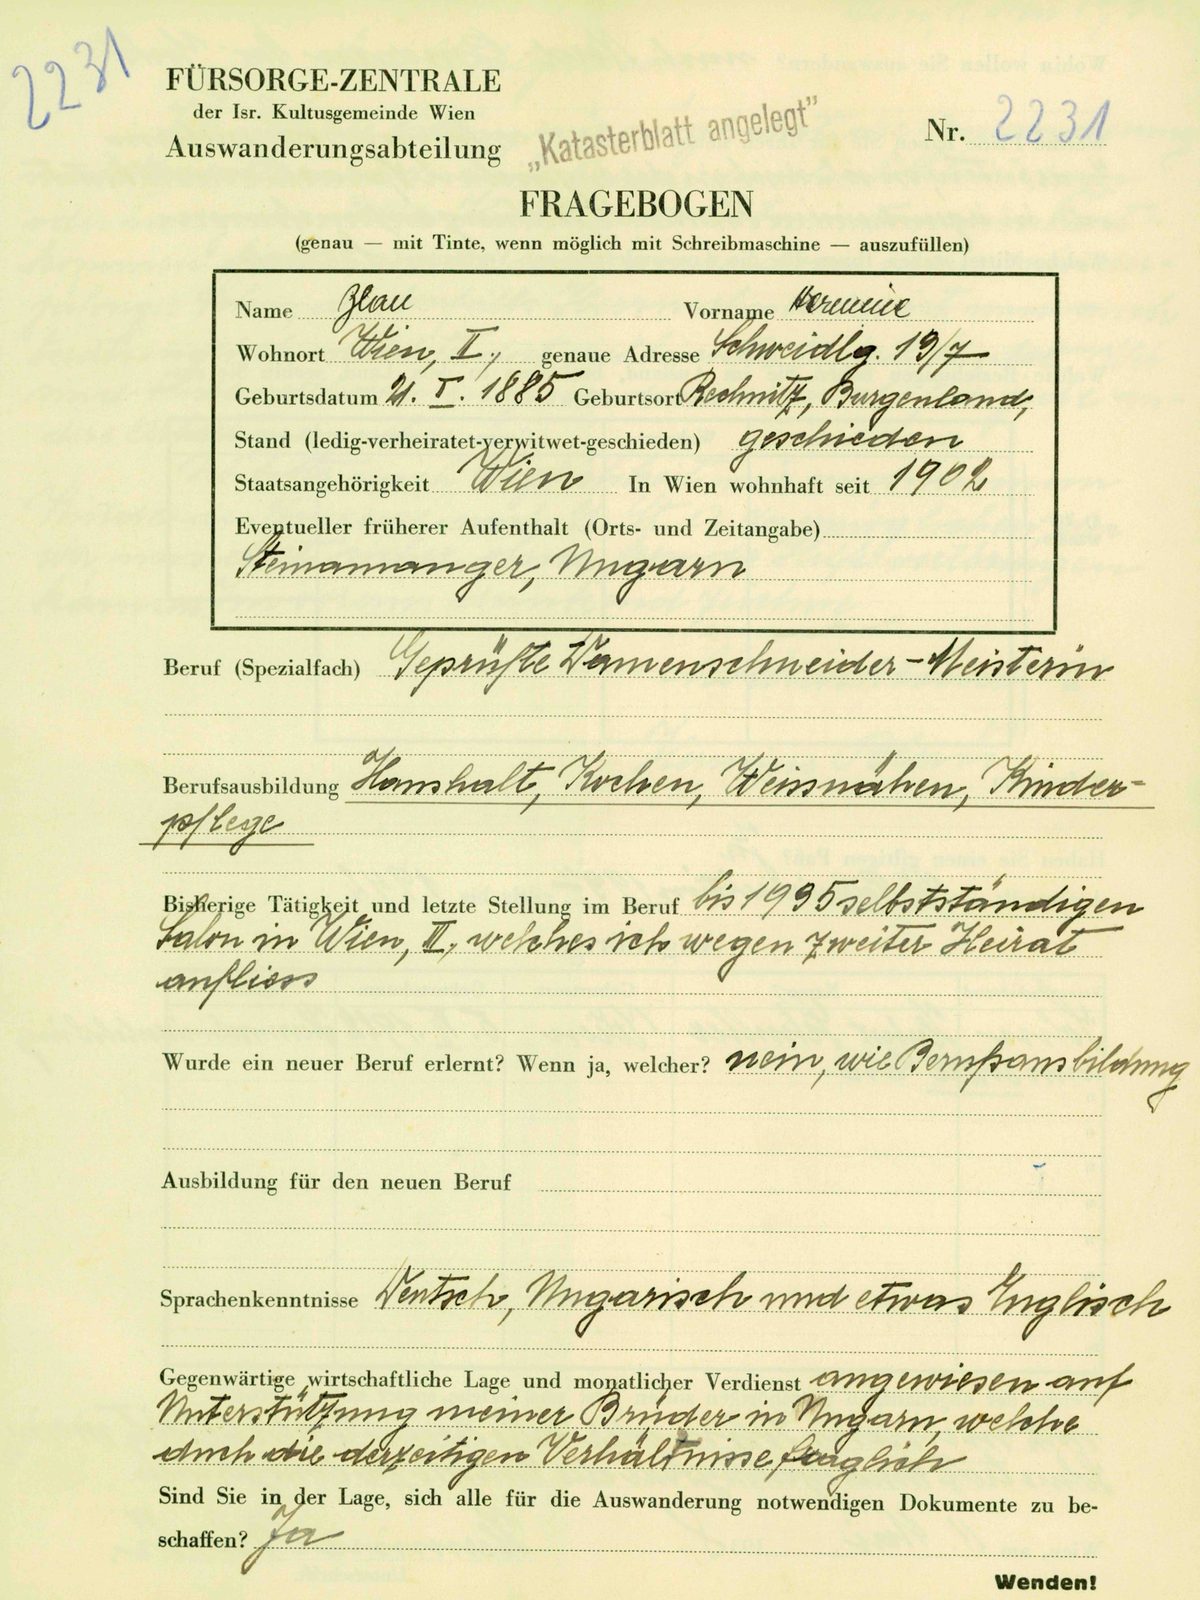 2231
FÜRSORGE-ZENTRALE
der Isr. Kultusgemeinde Wien
Auswanderungsabteilung
„Katasterblatt angelegt”
Nr. 2231
FRAGEBOGEN
(genau — mit Tinte, wenn möglich mit Schreibmaschine — auszufüllen)
Name Blau Vorname Hermine
Wohnort Wien, II., genaue Adresse Schreidlg. 19/7
Geburtsdatum 21. I. 1885 Geburtsort Rechnitz, Burgenland,
Stand (ledig-verheiratet-verwitwet-geschieden) geschieden
Staatsangehörigkeit Wien In Wien wohnhaft seit 1902
Eventueller früherer Aufenthalt (Orts- und Zeitangabe)
Steinamanger, Ungarn
Beruf (Spezialfach) Geprüfte Damenschneider-Meisterin
Berufsausbildung Haushalt, Kochen, Weissnähen, Kinder-
pflege
Bisherige Tätigkeit und letzte Stellung im Beruf bis 1935 selbstständigen
Salon in Wien, III., welches ich wegen zweiter Heirat
aufliess
Wurde ein neuer Beruf erlernt? Wenn ja, welcher? nein, wie Berufsausbildung
Ausbildung für den neuen Beruf
Sprachenkenntnisse Deutsch, Ungarisch und etwas Englisch
Gegenwärtige wirtschaftliche Lage und monatlicher Verdienst angewiesen auf
Unterstützung meiner Brüder in Ungarn, welche
duch die derzeitigen Verhältnisse fraglich
Sind Sie in der Lage, sich alle für die Auswanderung notwendigen Dokumente zu be-
schaffen? Ja
Wenden!